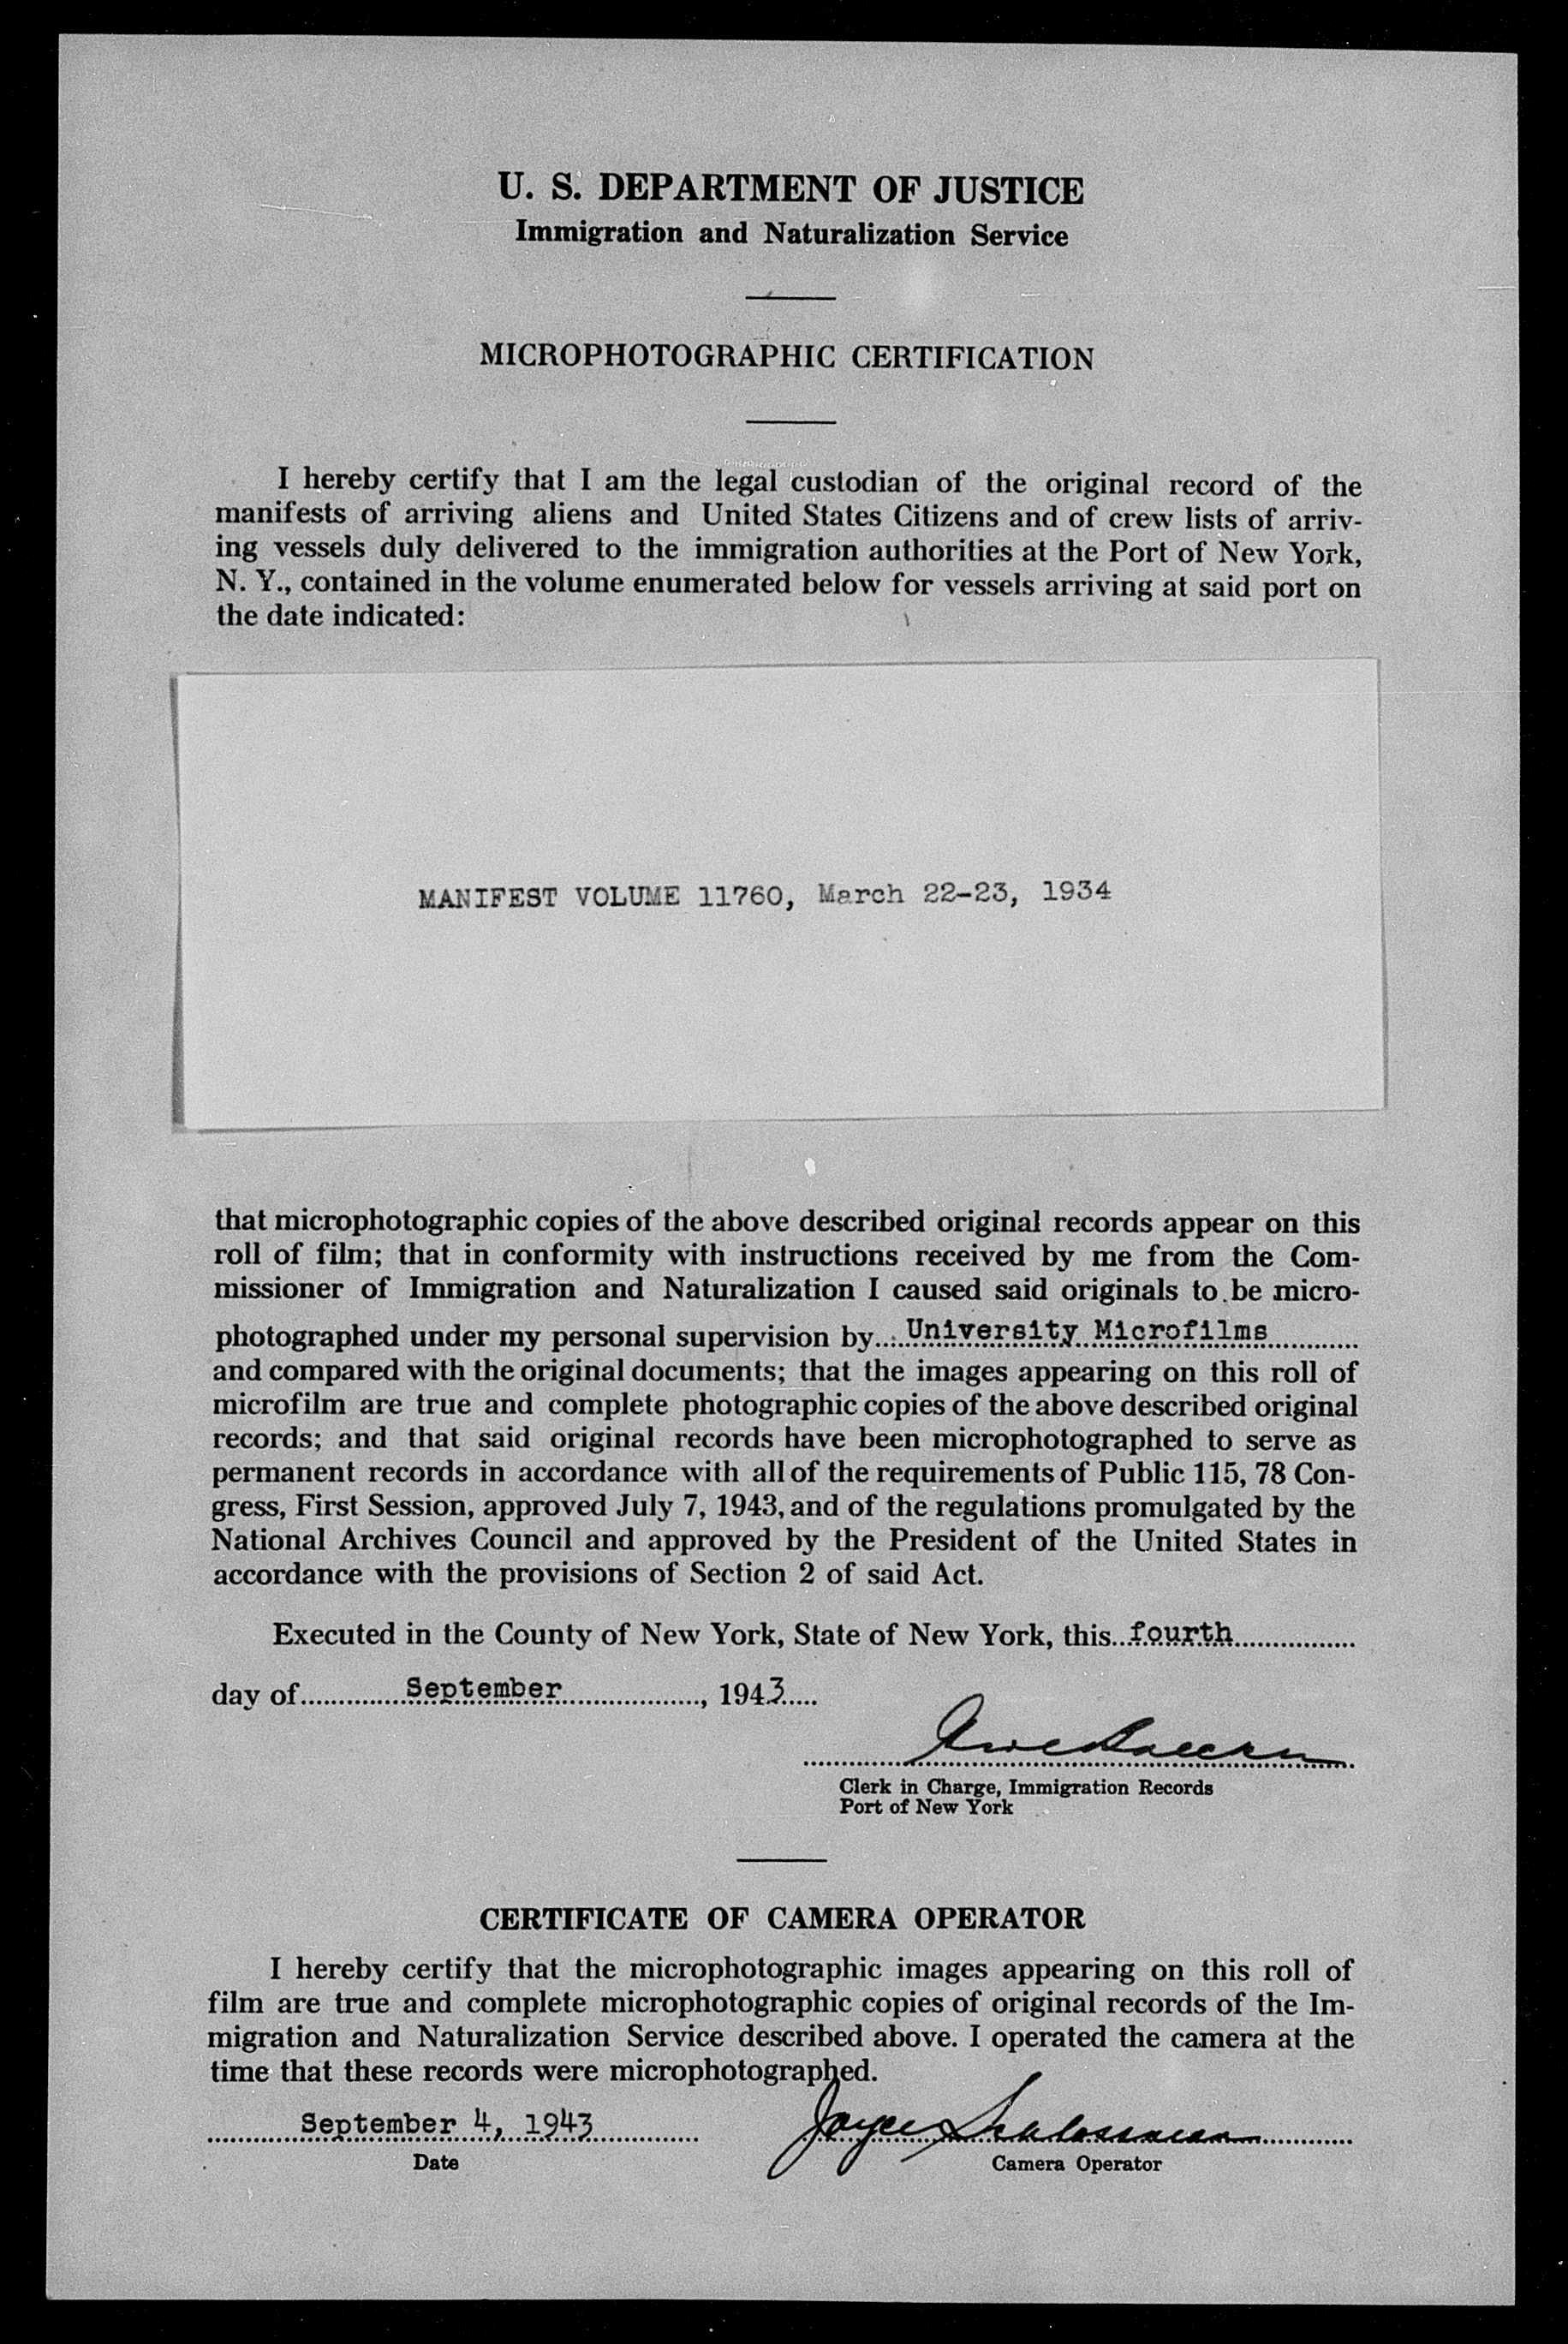 U. S. DEPARTMENT OF JUSTICE
Immigration and Naturalization Service
MICROPHOTOGRAPHIC CERTIFICATION
I hereby certify that I am the legal custodian of the original record of the
manifests of arriving aliens and United States Citizens and of crew lists of arriv-
ing vessels duly delivered to the immigration authorities at the Port of New York,
N. Y., contained in the volume enumerated below for vessels arriving at said port on
the date indicated:
MANIFEST VOLUME 11760, March 22-23, 1934
that microphotographic copies of the above described original records appear on this
roll of film; that in conformity with instructions received by me from the Com-
missioner of Immigration and Naturalization I caused said originals to be micro-
photographed under my personal supervision by University Microfilms
and compared with the original documents; that the images appearing on this roll of
microfilm are true and complete photographic copies of the above described original
records; and that said original records have been microphotographed to serve as
permanent records in accordance with all of the requirements of Public 115, 78 Con-
gress, First Session, approved July 7, 1943, and of the regulations promulgated by the
National Archives Council and approved by the President of the United States in
accordance with the provisions of Section 2 of said Act.
Executed in the County of New York, State of New York, this fourth
day of September, 1943
Clerk in Charge, Immigration Records
Port of New York
CERTIFICATE OF CAMERA OPERATOR
I hereby certify that the microphotographic images appearing on this roll of
film are true and complete microphotographic copies of original records of the Im-
migration and Naturalization Service described above. I operated the camera at the
time that these records were microphotographed.
September 4, 1943 Joyce
Date Camera Operator